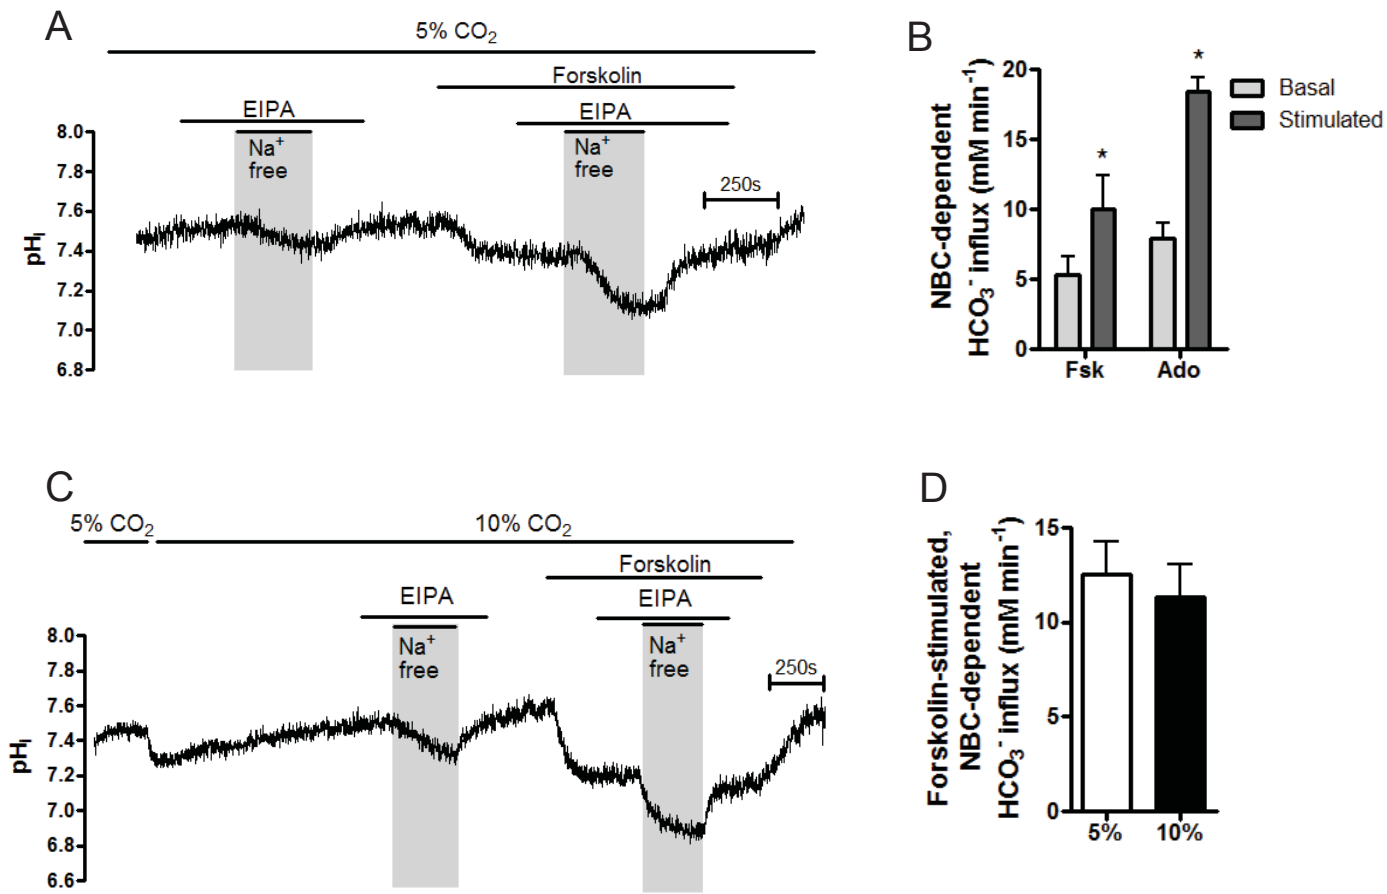 A
5% CO2
Forskolin
EIPA
EIPA
Na+
free
Na+
free
250s
8.0
7.8
7.6
7.4
7.2
7.0
6.8
pHi
B
NBC-dependent
HCO3- influx (mM min-1)
20
15
10
5
0
*
*
Fsk
Ado
Basal
Stimulated
C
5% CO2
10% CO2
Forskolin
EIPA
EIPA
Na+
free
Na+
free
250s
8.0
7.6
7.4
7.2
7.0
6.8
6.6
pHi
D
Forskolin-stimulated,
NBC-dependent
HCO3- influx (mM min-1)
15
10
5
0
5%
10%